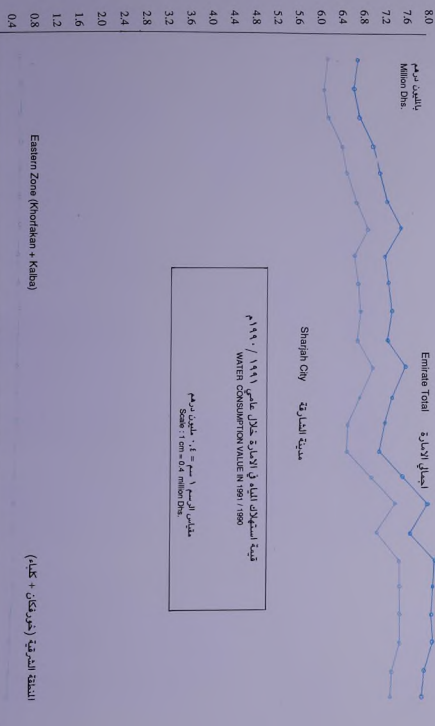 بالمليون درهم
Million Dhs.
8.0
7.6
7.2
6.8
6.4
6.0
5.6
5.2
4.8
4.4
4.0
3.6
3.2
2.8
2.4
2.0
1.6
1.2
0.8
0.4
Emirate Total اجمالي الامارة
Sharjah City مدينة الشارقة
قيمة استهلاك المياه في الامارة خلال عامي ١٩٩١ / ١٩٩٠م
WATER CONSUMPTION VALUE IN 1991 / 1990
مقياس الرسم ١ سم = ٠,٤ مليون درهم
Scale : 1 cm = 0.4 million Dhs.
Eastern Zone (Khorfakan + Kalba) المنطقة الشرقية (خورفكان + كلباء)